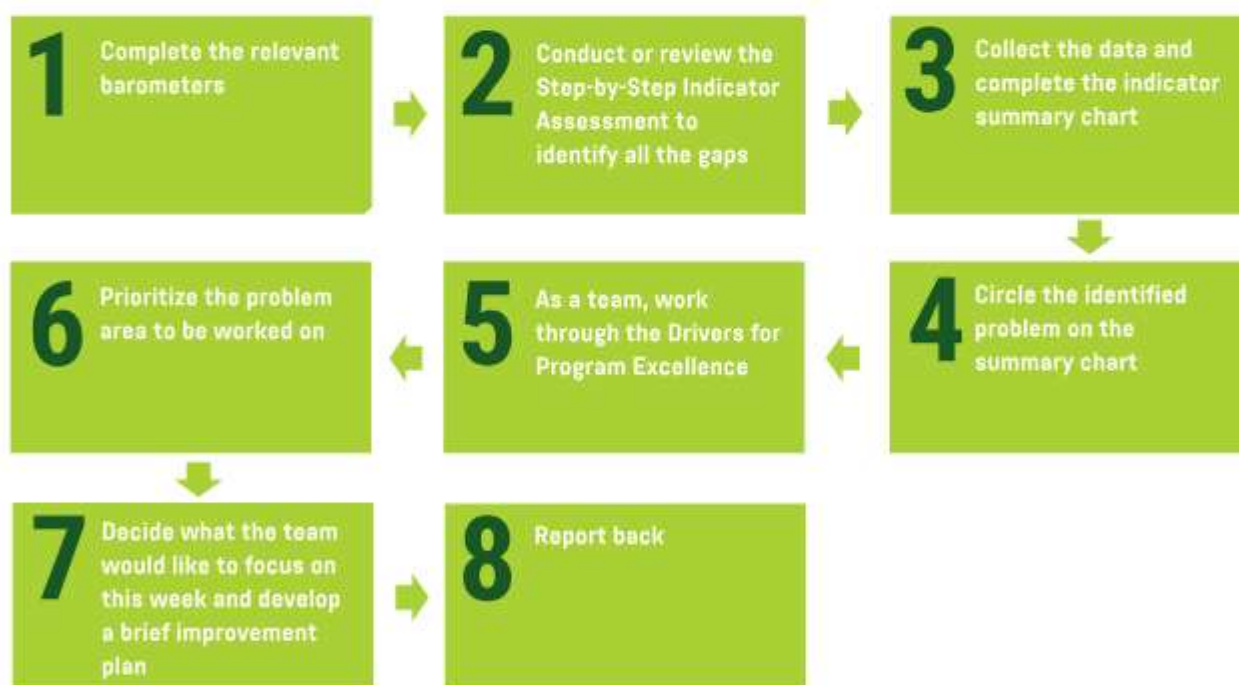 1
Complete the relevant
barometers
2
Conduct or review the
Step-by-Step Indicator
Assessment to
identify all the gaps
3
Collect the data and
complete the indicator
summary chart
4
Circle the identified
problem on the
summary chart
5
As a team, work
through the Drivers for
Program Excellence
6
Prioritize the problem
area to be worked on
7
Decide what the team
would like to focus on
this week and develop
a brief improvement
plan
8
Report back